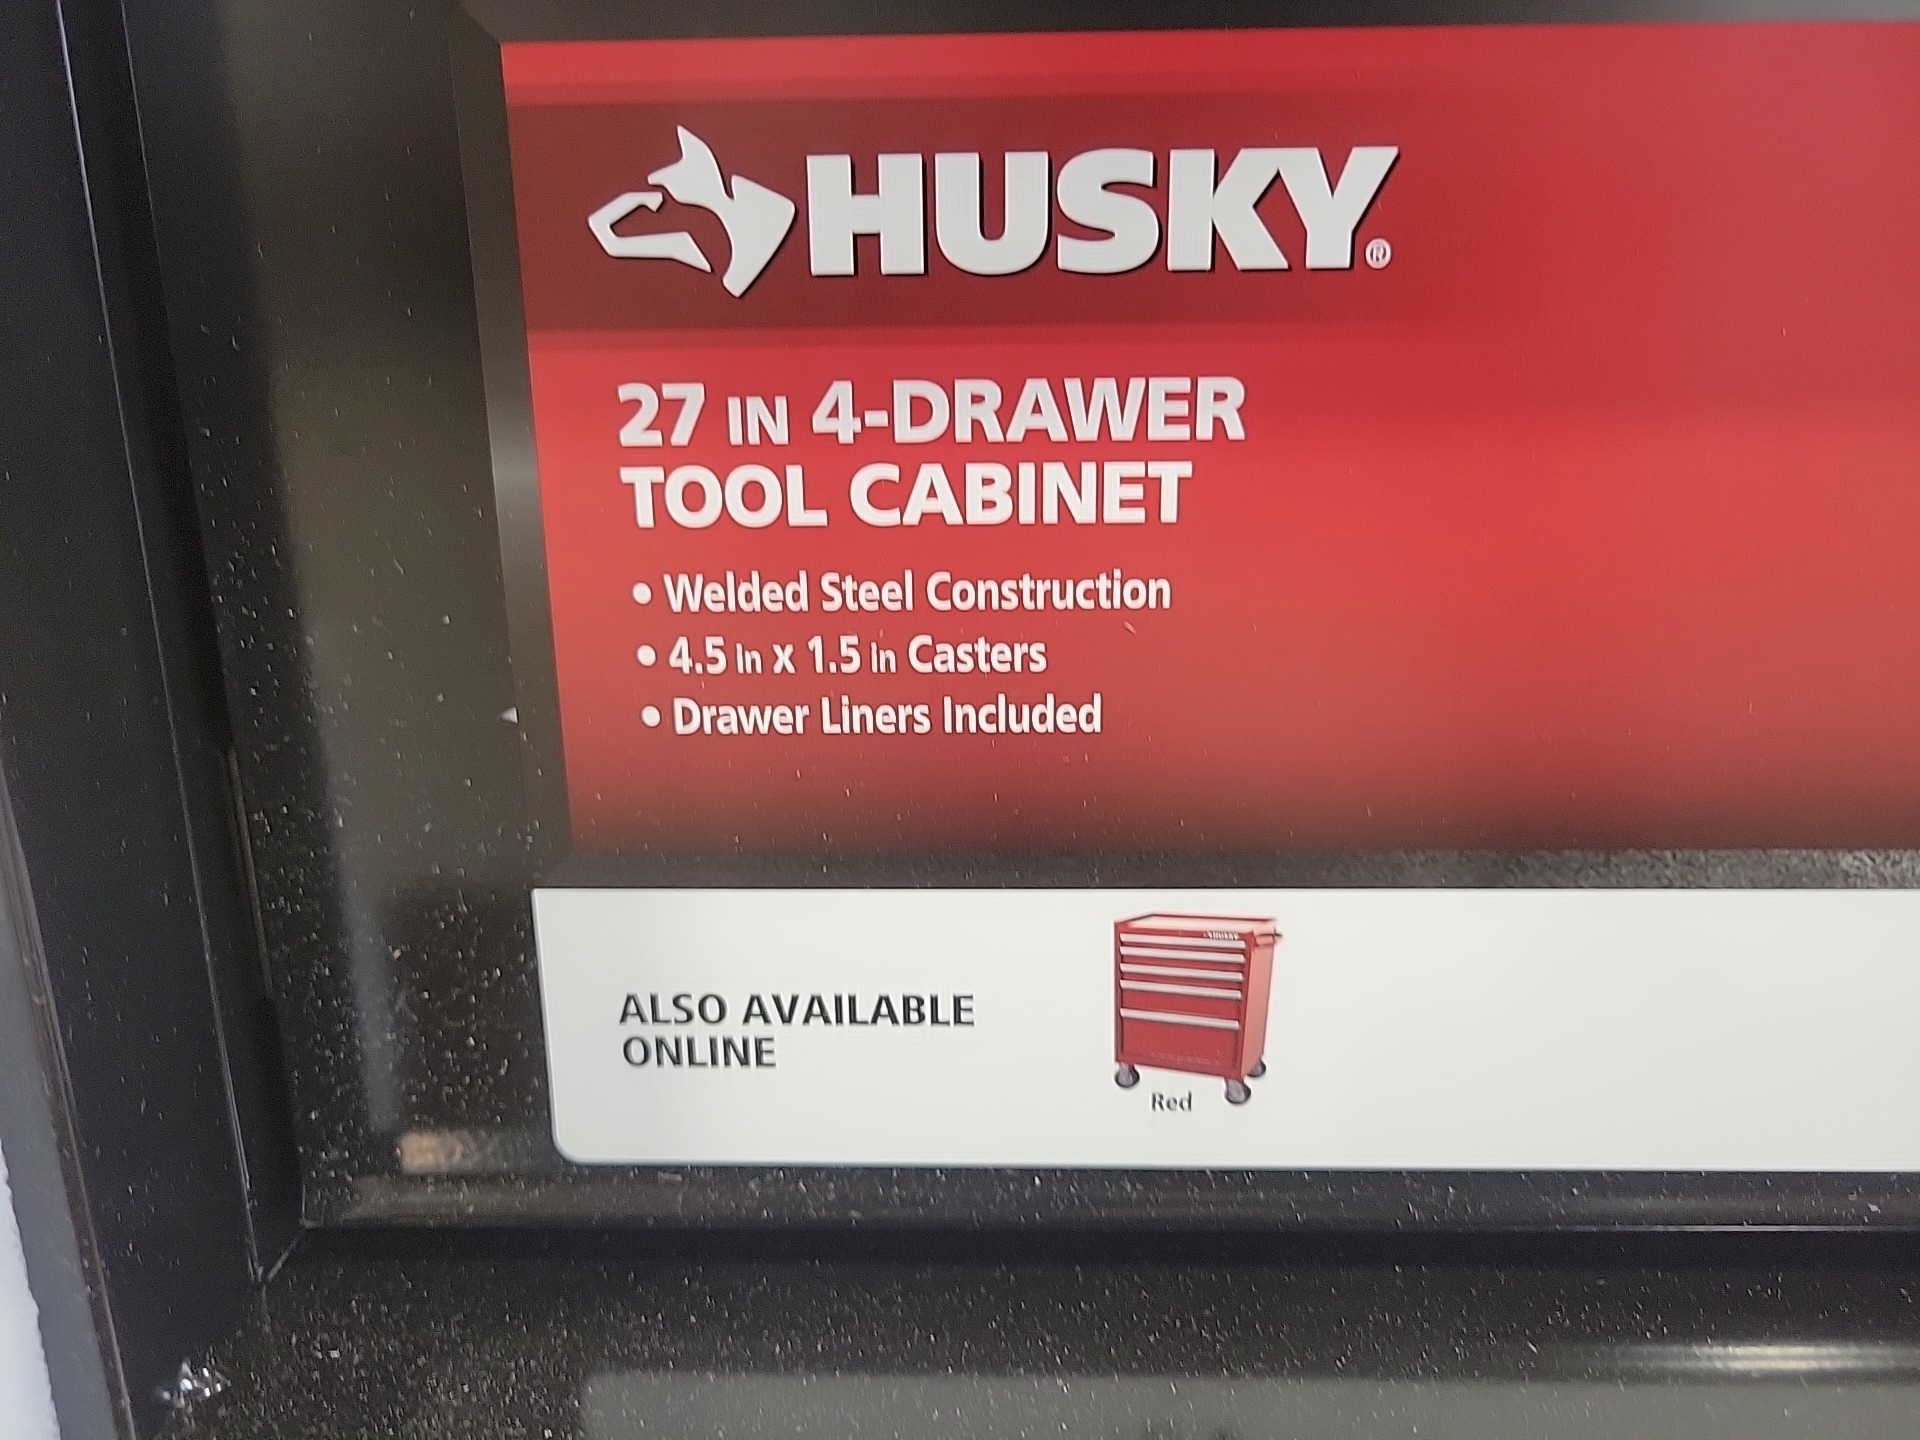 HUSKY®
27 IN 4-DRAWER
TOOL CABINET
• Welded Steel Construction
• 4.5 in x 1.5 in Casters
• Drawer Liners Included
ALSO AVAILABLE
ONLINE
HUSKY
Red